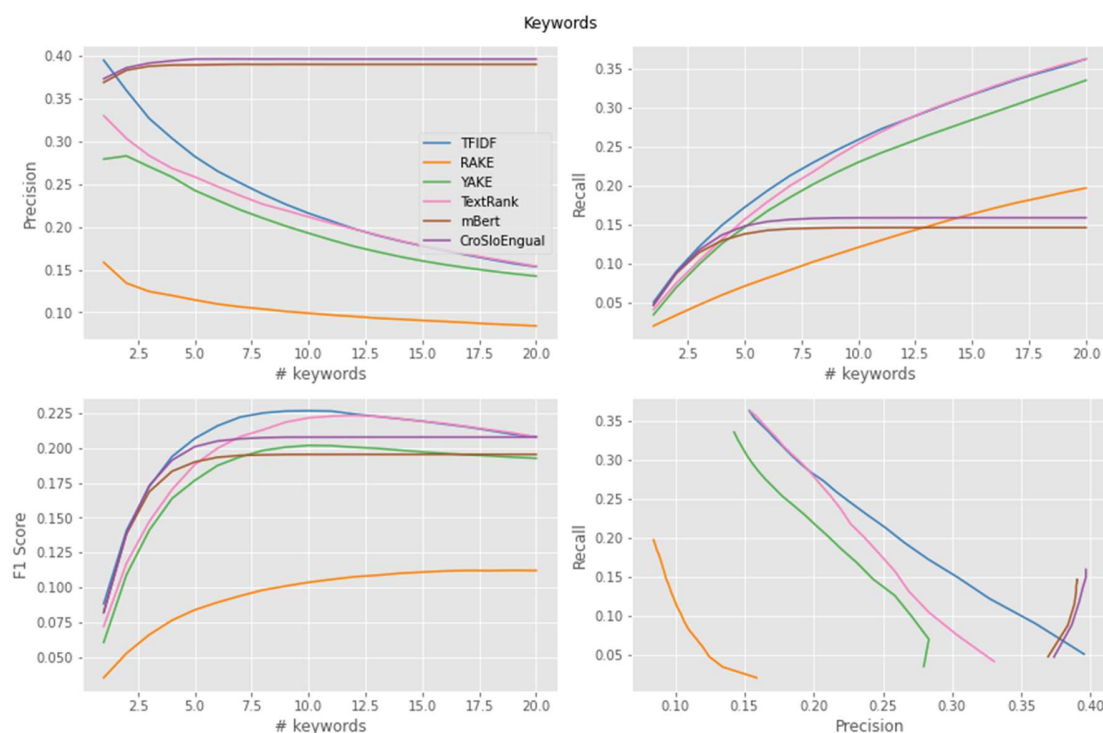 Keywords
Precision
0.40
0.35
0.30
0.25
0.20
0.15
0.10
TFIDF
RAKE
YAKE
TextRank
mBert
CroSloEngual
2.5 5.0 7.5 10.0 12.5 15.0 17.5 20.0
# keywords
Recall
0.35
0.30
0.25
0.20
0.15
0.10
0.05
2.5 5.0 7.5 10.0 12.5 15.0 17.5 20.0
# keywords
F1 Score
0.225
0.200
0.175
0.150
0.125
0.100
0.075
0.050
2.5 5.0 7.5 10.0 12.5 15.0 17.5 20.0
# keywords
Recall
0.35
0.30
0.25
0.20
0.15
0.10
0.05
0.10 0.15 0.20 0.25 0.30 0.35 0.40
Precision